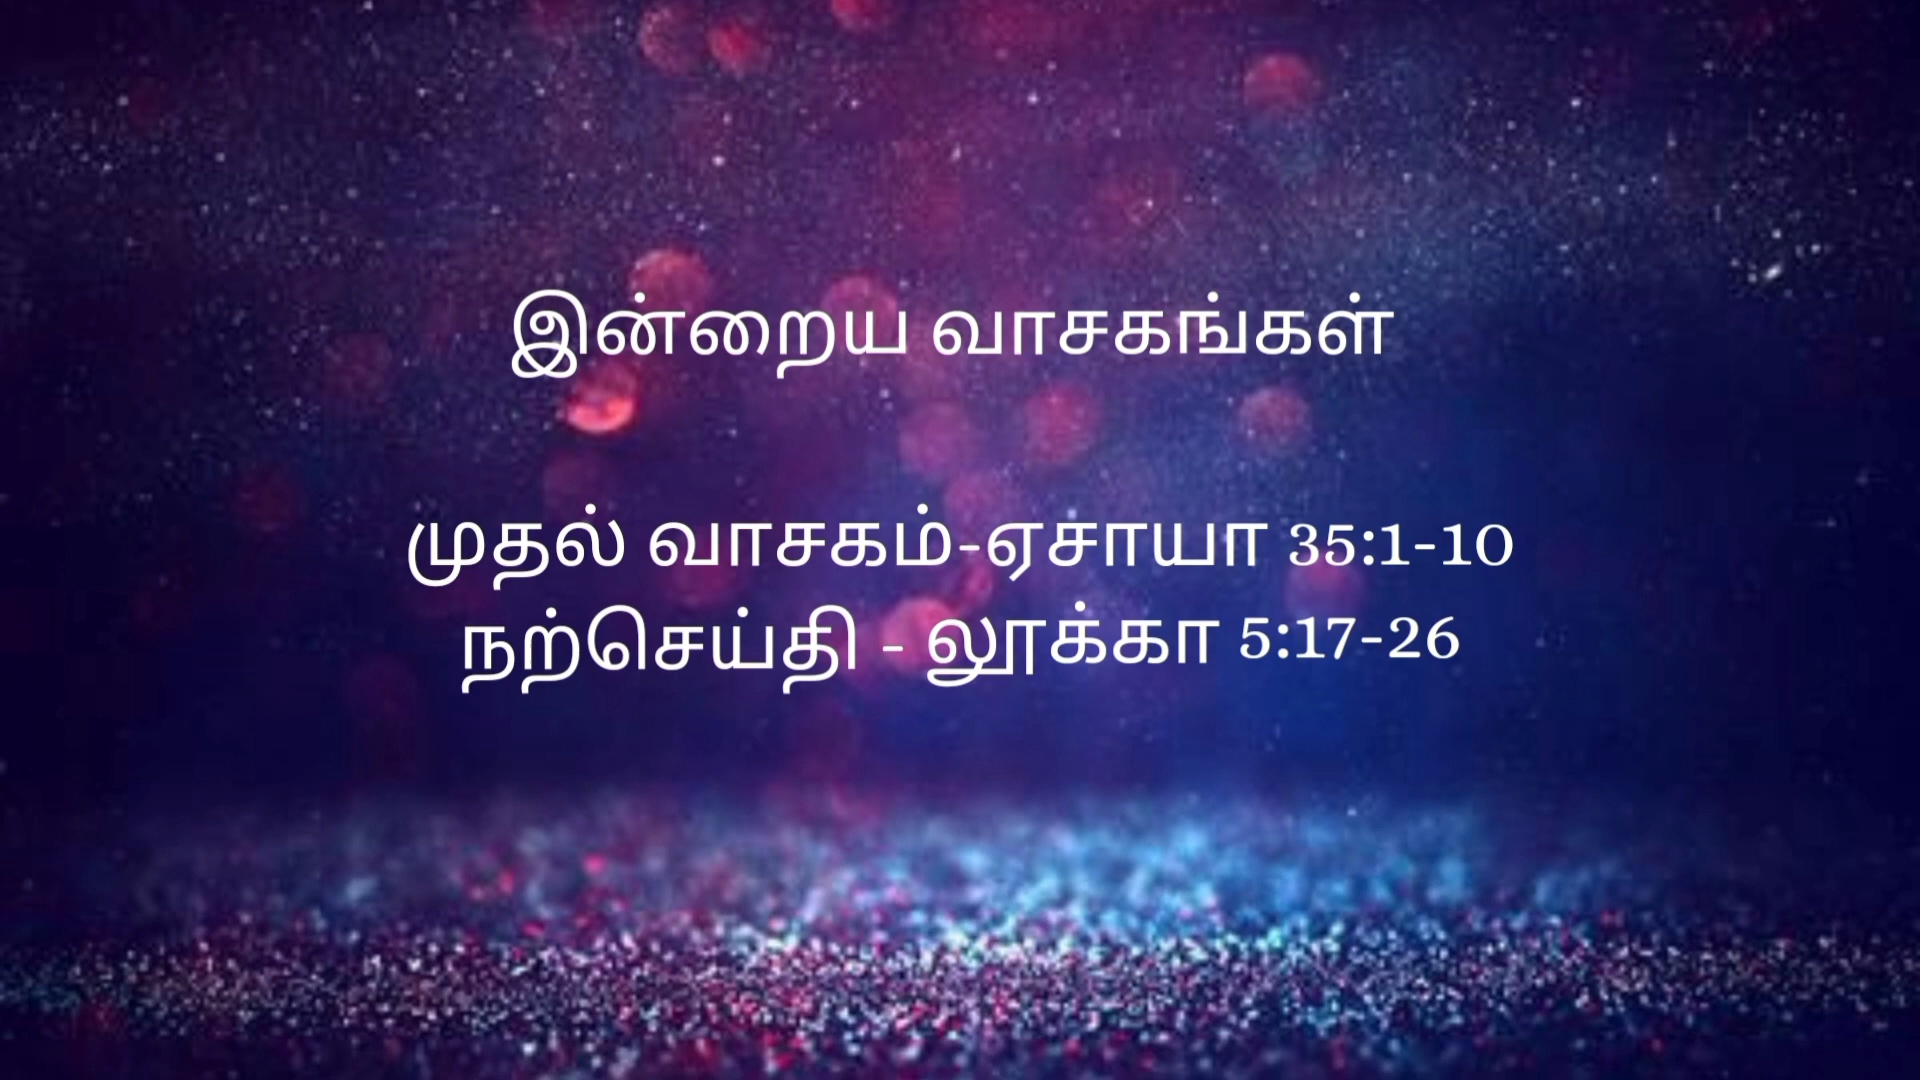 இன்றைய வாசகங்கள்
முதல் வாசகம்-ஏசாயா 35:1-10
நற்செய்தி - லூக்கா 5:17-26